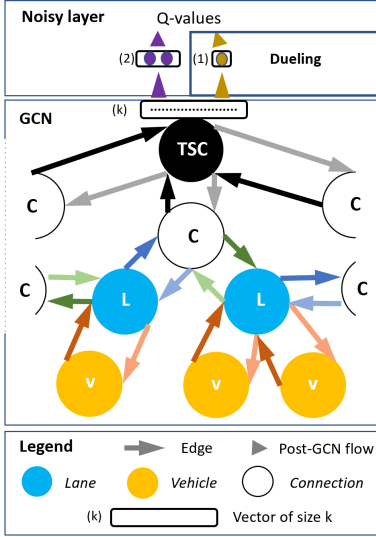 Noisy layer
Q-values
(2)
(1)
Dueling
GCN
(k)
TSC
C
C
C
C
C
L
L
v
v
v
Legend
Edge
Post-GCN flow
Lane
Vehicle
Connection
(k)
Vector of size k